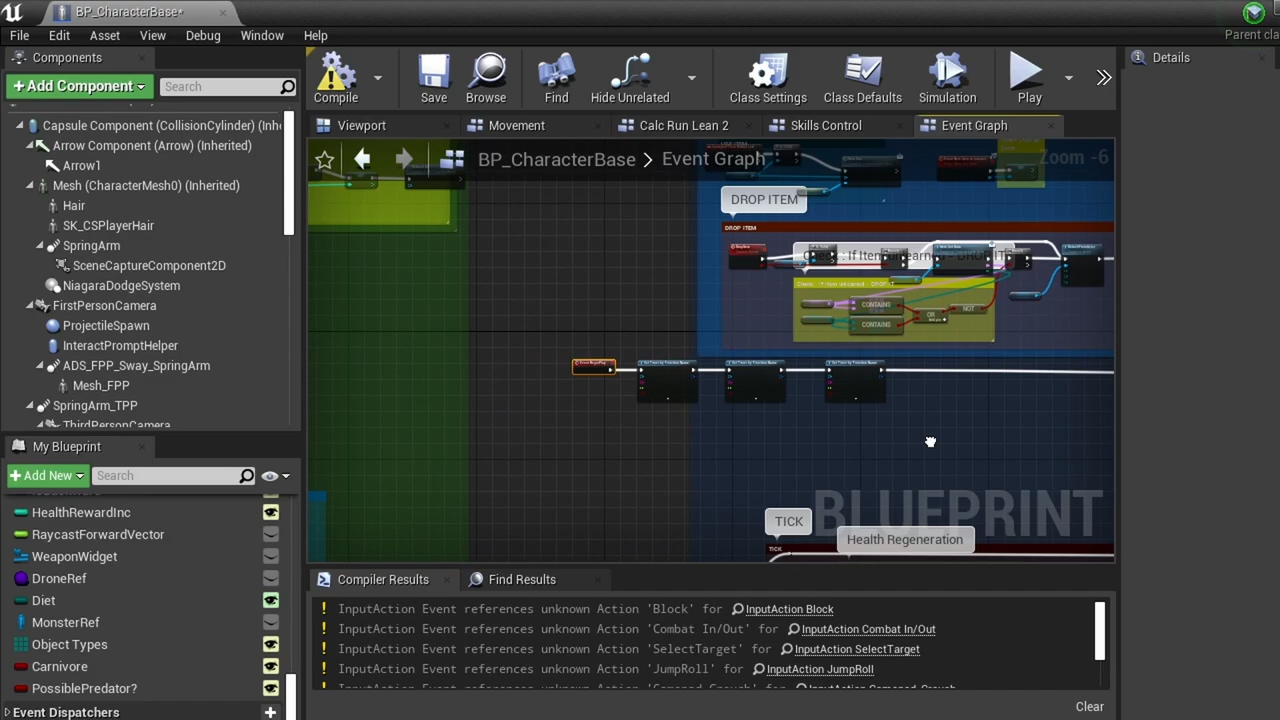 BP_CharacterBase*
File Edit Asset View Debug Window Help
Parent cla
Components
+Add Component
Search
Capsule Component (CollisionCylinder) (Inhe
Arrow Component (Arrow) (Inherited)
Arrow1
Mesh (CharacterMesh0) (Inherited)
Hair
SK_CSPlayerHair
SpringArm
SceneCaptureComponent2D
NiagaraDodgeSystem
FirstPersonCamera
ProjectileSpawn
InteractPromptHelper
ADS_FPP_Sway_SpringArm
Mesh_FPP
SpringArm_TPP
ThirdPersonCamera
My Blueprint
+Add New
Search
HealthRewardInc
RaycastForwardVector
WeaponWidget
DroneRef
Diet
MonsterRef
Object Types
Carnivore
PossiblePredator?
Event Dispatchers
Compile
Save
Browse
Find
Hide Unrelated
Class Settings
Class Defaults
Simulation
Play
Viewport
Movement
Calc Run Lean 2
Skills Control
Event Graph
BP_CharacterBase > Event Graph
Zoom -6
DROP ITEM
DROP ITEM
CONTAINS
CONTAINS
OR
NOT
TICK
TICK
Health Regeneration
BLUEPRINT
Compiler Results
Find Results
InputAction Event references unknown Action 'Block' for InputAction Block
InputAction Event references unknown Action 'Combat In/Out' for InputAction Combat In/Out
InputAction Event references unknown Action 'SelectTarget' for InputAction SelectTarget
InputAction Event references unknown Action 'JumpRoll' for InputAction JumpRoll
Clear
Details